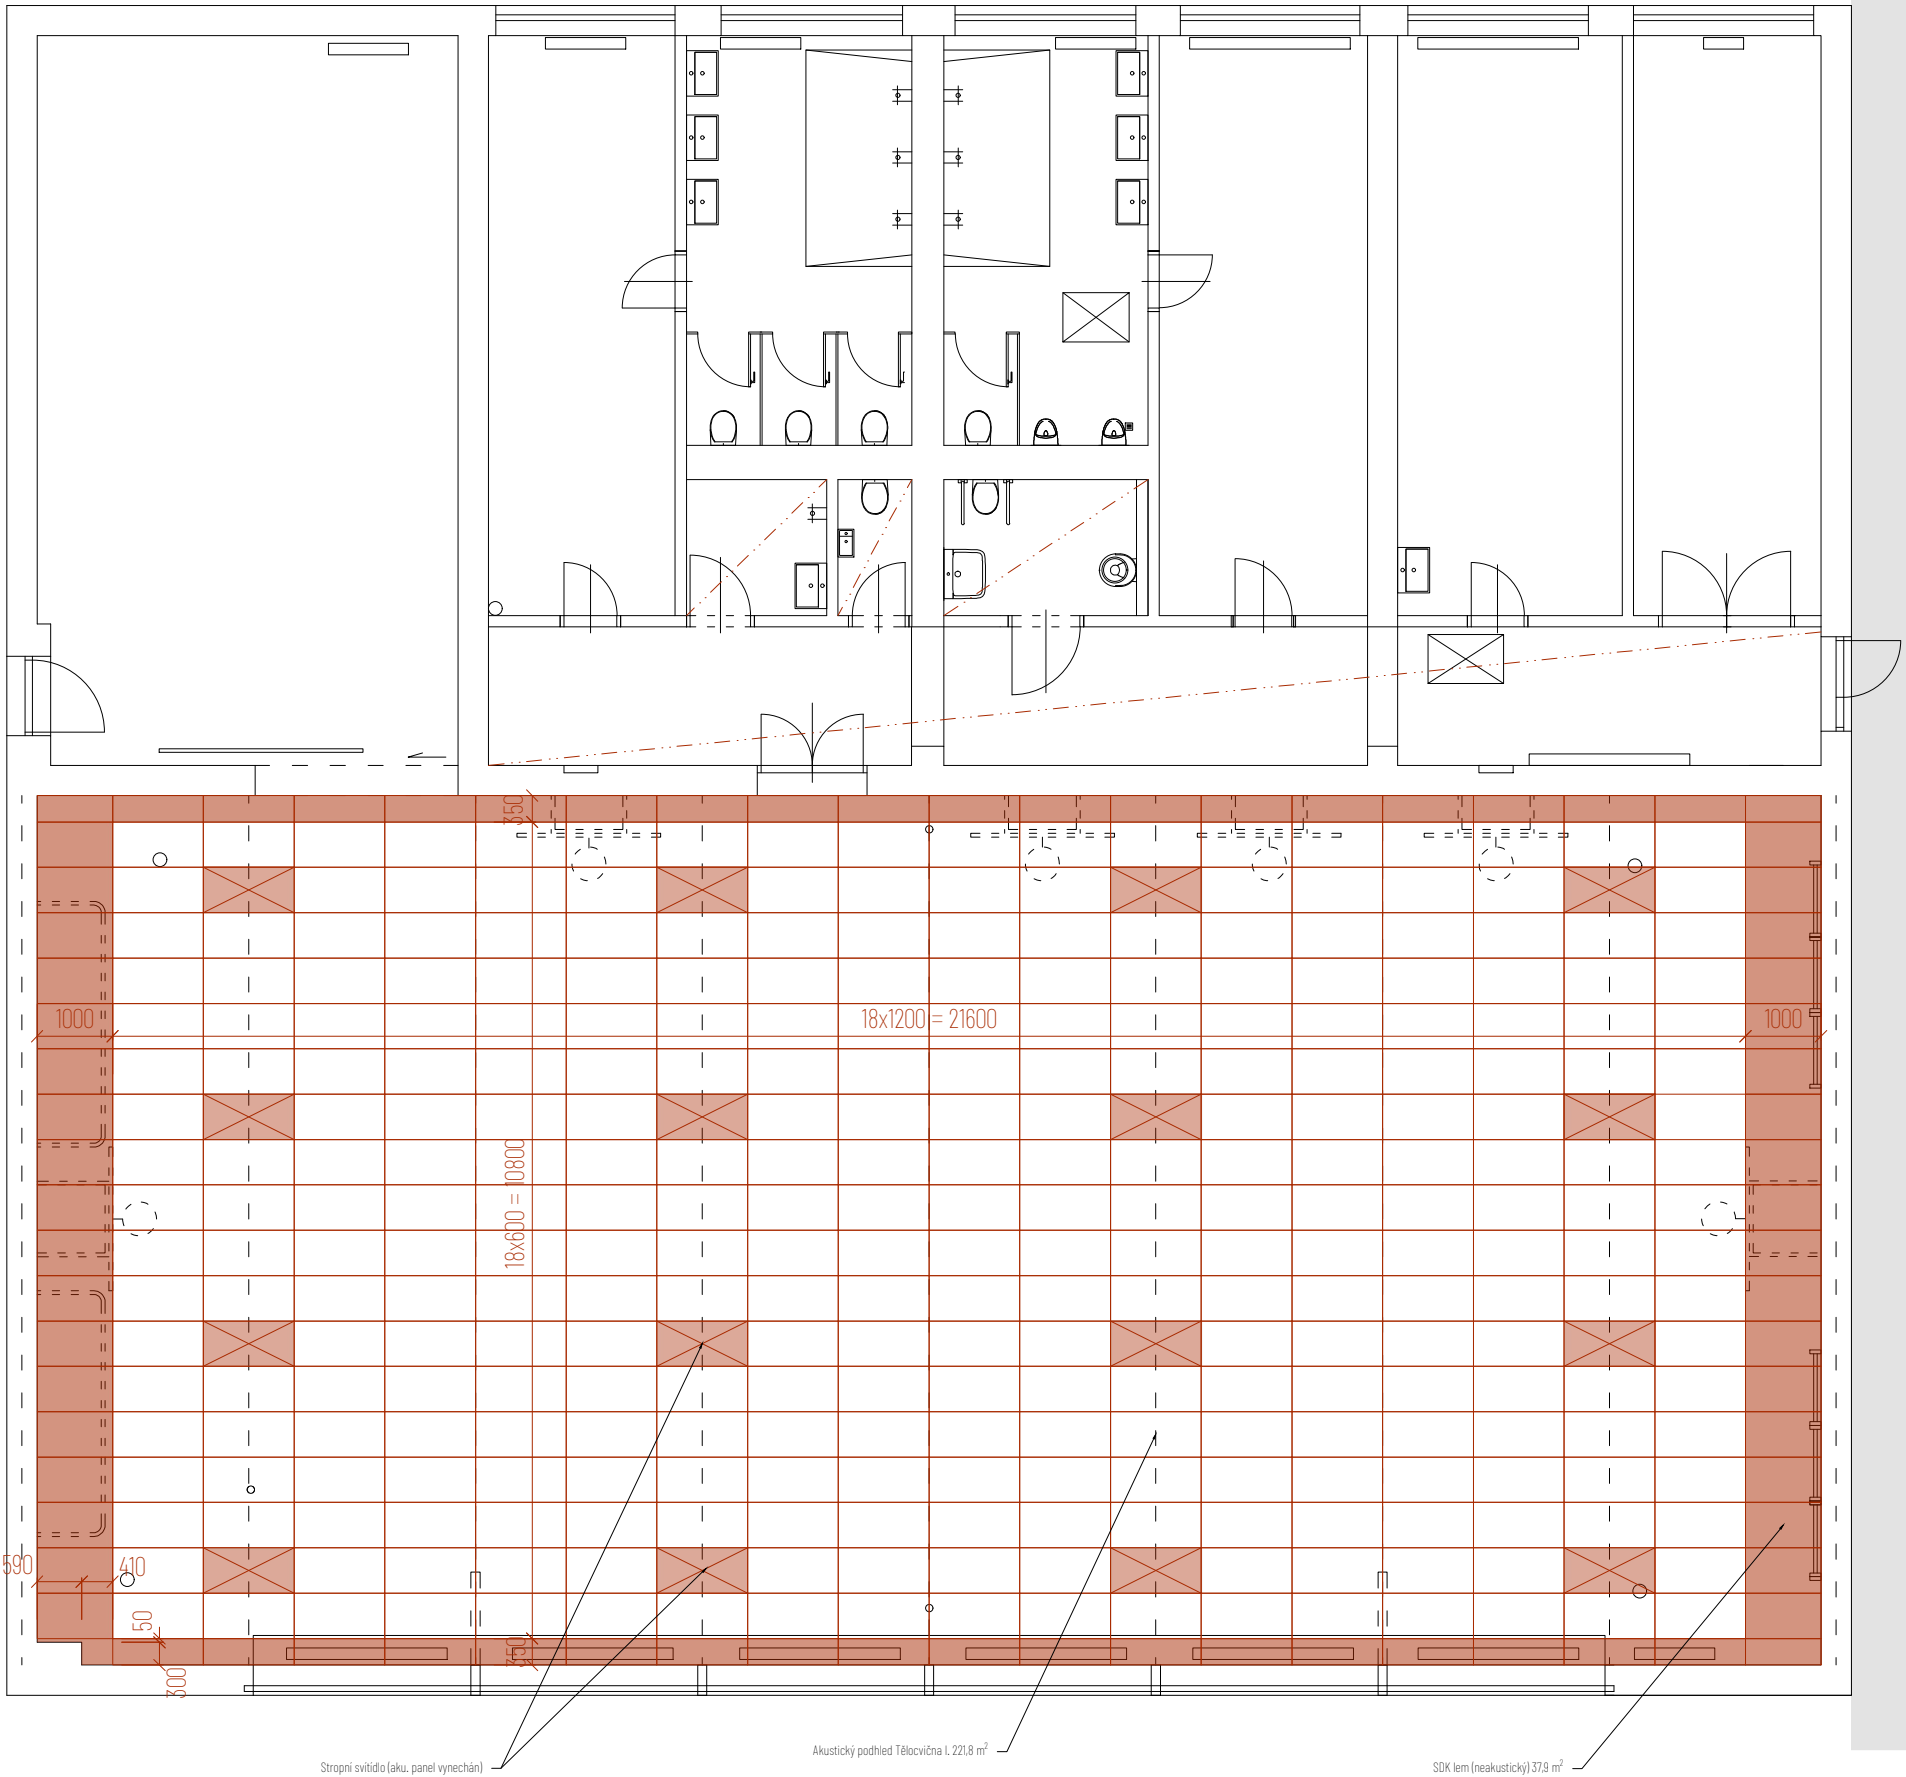 350
1000
18x1200 = 21600
1000
18x600 = 10800
590
410
50
350
300
Akustický podhled Tělocvična I. 221,8 m²
Stropní svítidlo (aku. panel vynechán)
SDK lem (neakustický) 37,9 m²